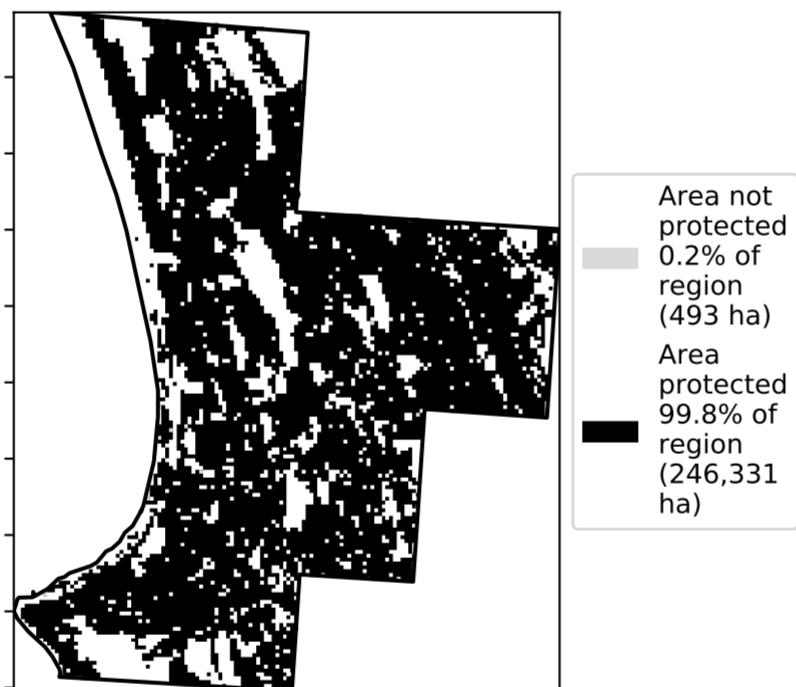 Area not
protected
0.2% of
region
(493 ha)
Area
protected
99.8% of
region
(246,331
ha)